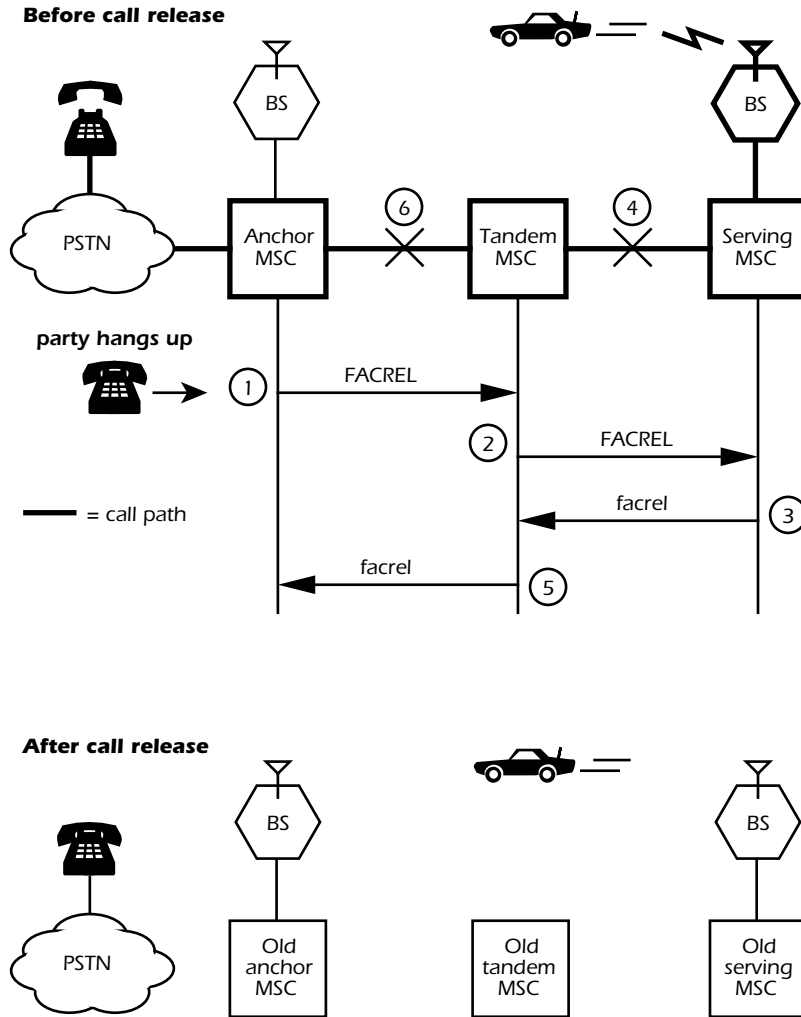 Before call release
BS
BS
6
4
PSTN
Anchor
MSC
Tandem
MSC
Serving
MSC
party hangs up
1
FACREL
2
FACREL
= call path
facrel
3
facrel
5
After call release
BS
BS
PSTN
Old
anchor
MSC
Old
tandem
MSC
Old
serving
MSC